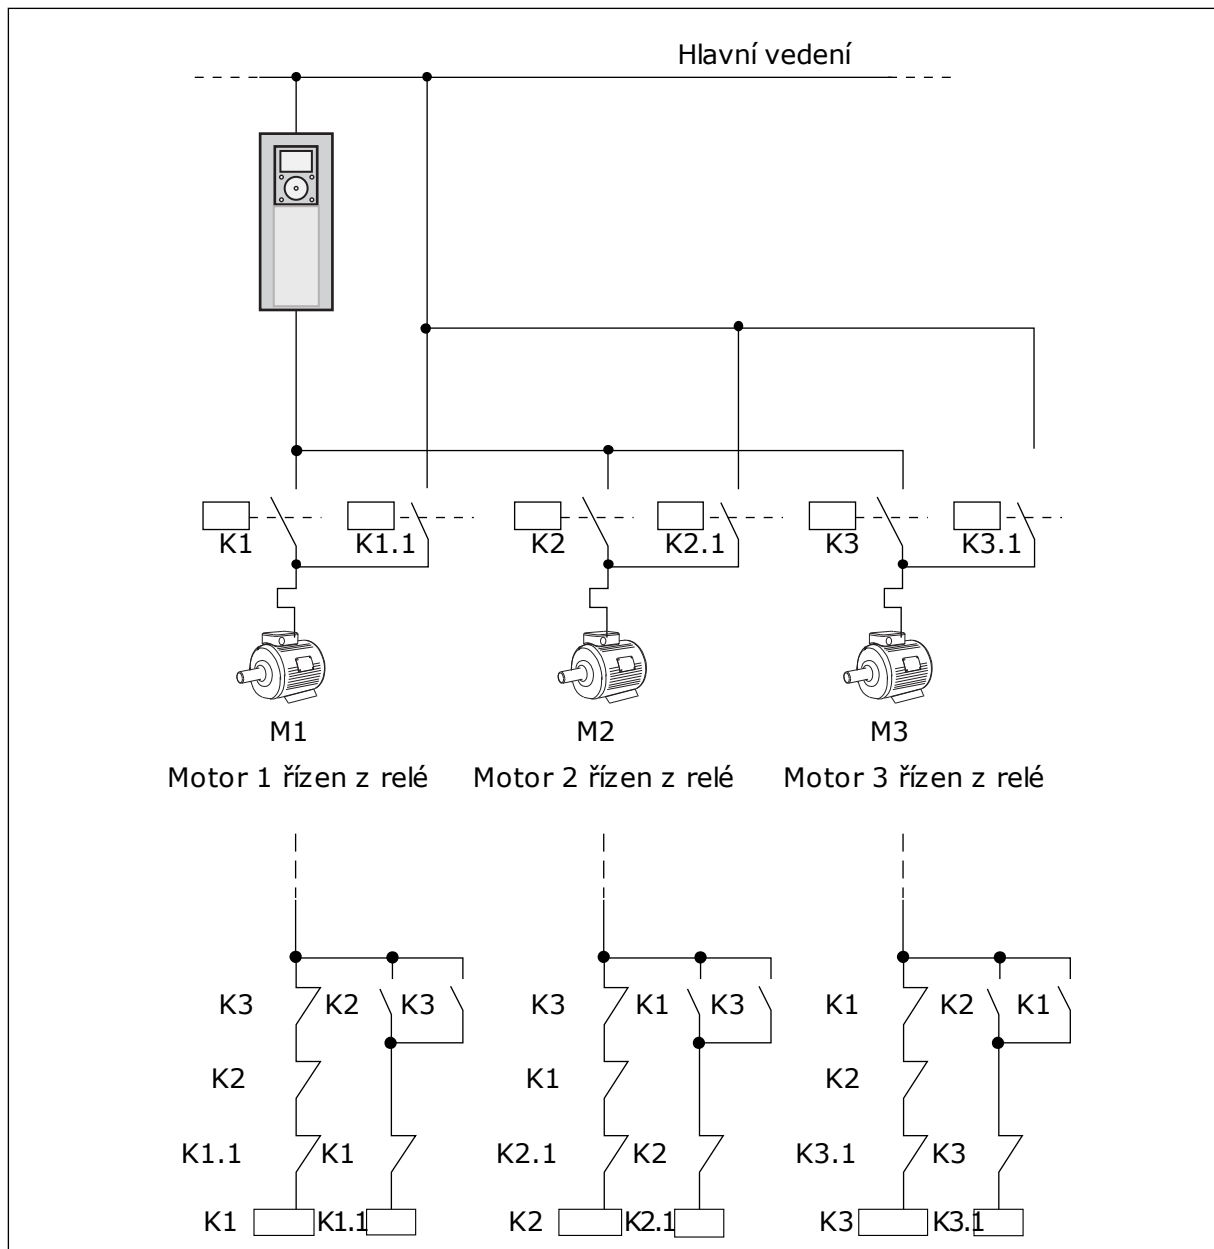 Hlavní vedení
K1 K1.1 K2 K2.1 K3 K3.1
M1 M2 M3
Motor 1 řízen z relé Motor 2 řízen z relé Motor 3 řízen z relé
K3 K2 K3 K3 K1 K3 K1 K2 K1
K2 K1 K2
K1.1 K1 K2.1 K2 K3.1 K3
K1 K1.1 K2 K2.1 K3 K3.1